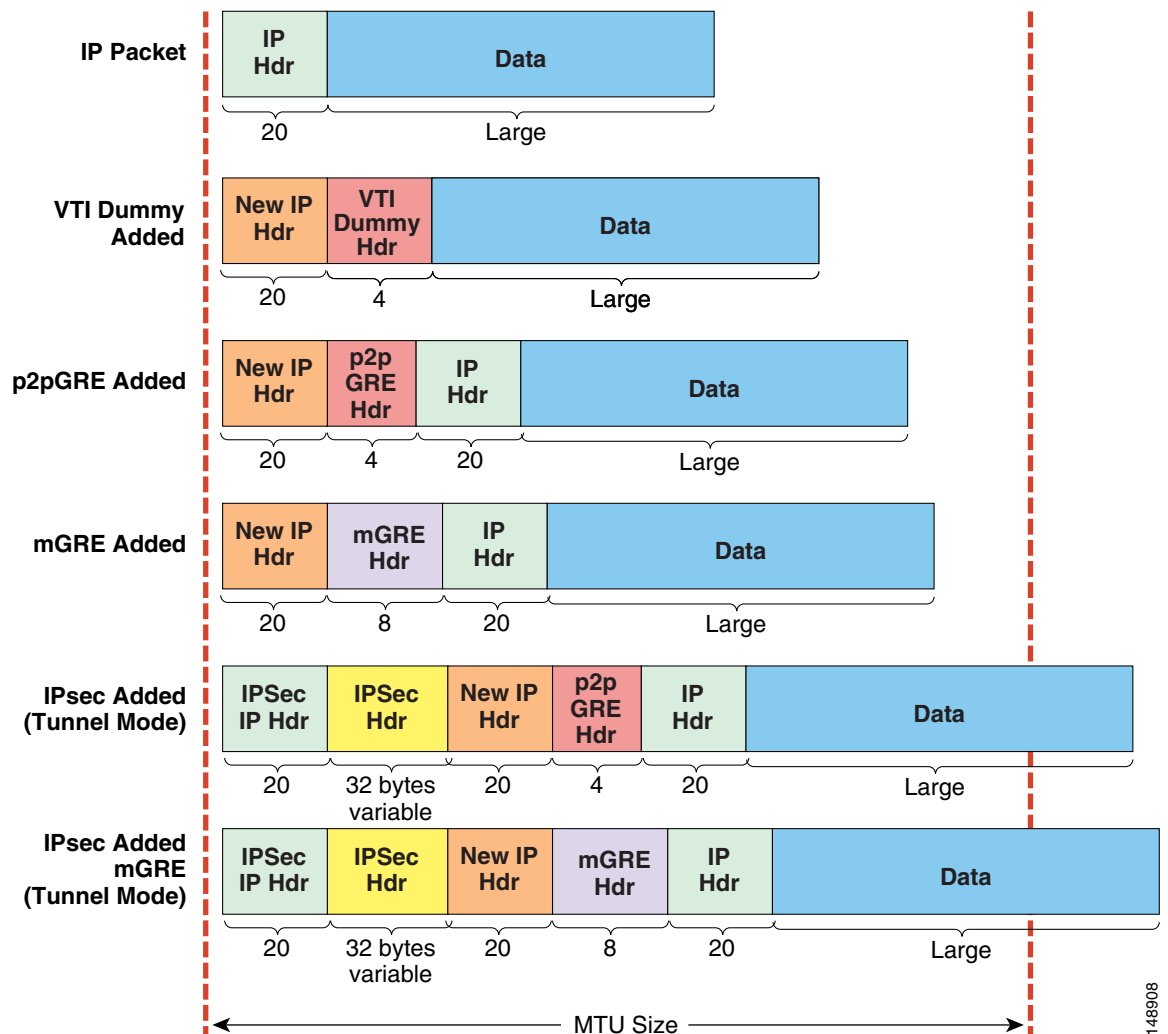 IP Packet
IP
Hdr
Data
20
Large
VTI Dummy
Added
New IP
Hdr
VTI
Dummy
Hdr
Data
20
4
Large
p2pGRE Added
New IP
Hdr
p2p
GRE
Hdr
IP
Hdr
Data
20
4
20
Large
mGRE Added
New IP
Hdr
mGRE
Hdr
IP
Hdr
Data
20
8
20
Large
IPsec Added
(Tunnel Mode)
IPSec
IP Hdr
IPSec
Hdr
New IP
Hdr
p2p
GRE
Hdr
IP
Hdr
Data
20
32 bytes
variable
20
4
20
Large
IPsec Added
mGRE
(Tunnel Mode)
IPSec
IP Hdr
IPSec
Hdr
New IP
Hdr
mGRE
Hdr
IP
Hdr
Data
20
32 bytes
variable
20
8
20
Large
MTU Size
148908